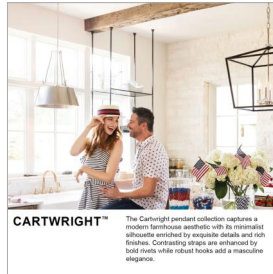 CARTWRIGHT™
The Cartwright pendant collection captures a
modern farmhouse aesthetic with its minimalist
silhouette enriched by exquisite details and rich
finishes. Contrasting straps are enhanced by
bold rivets while robust hooks add a masculine
elegance.